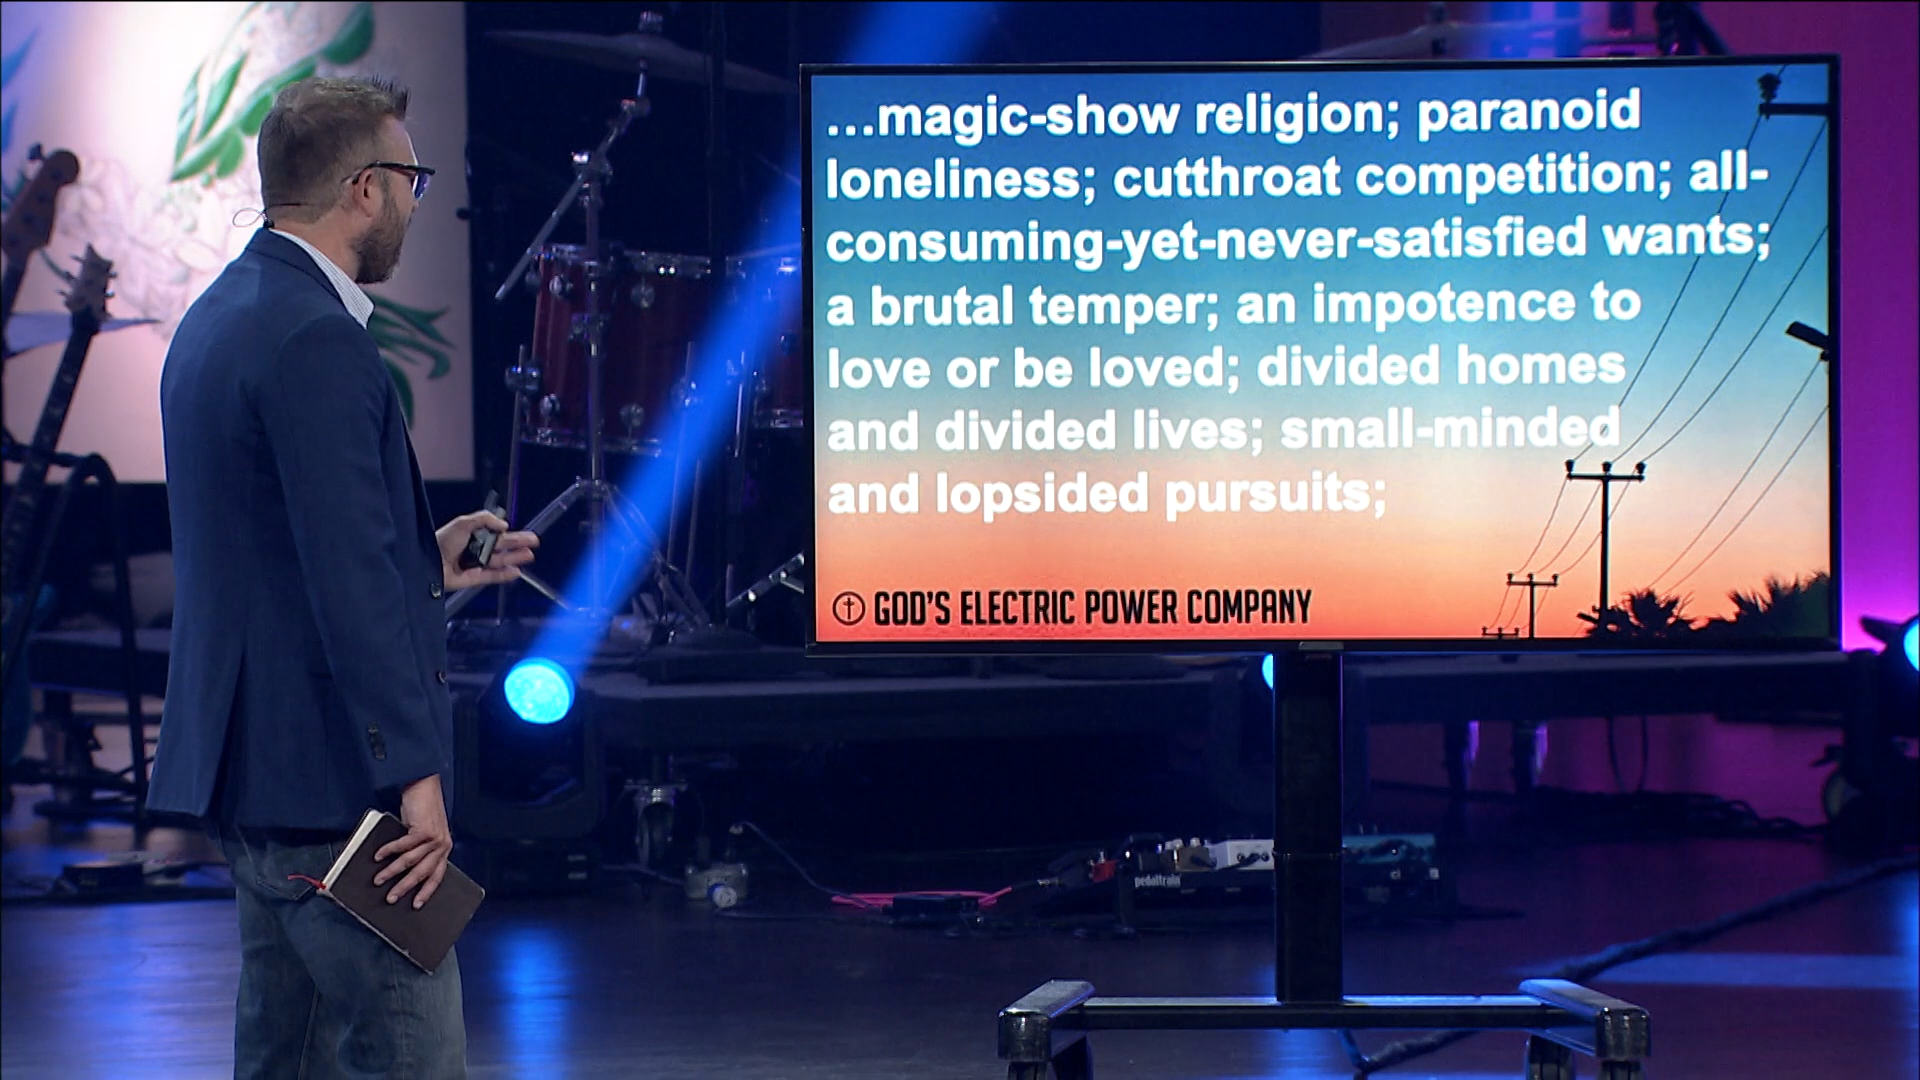 ...magic-show religion; paranoid
loneliness; cutthroat competition; all-
consuming-yet-never-satisfied wants;
a brutal temper; an impotence to
love or be loved; divided homes
and divided lives; small-minded
and lopsided pursuits;
GOD'S ELECTRIC POWER COMPANY
pedaltrain